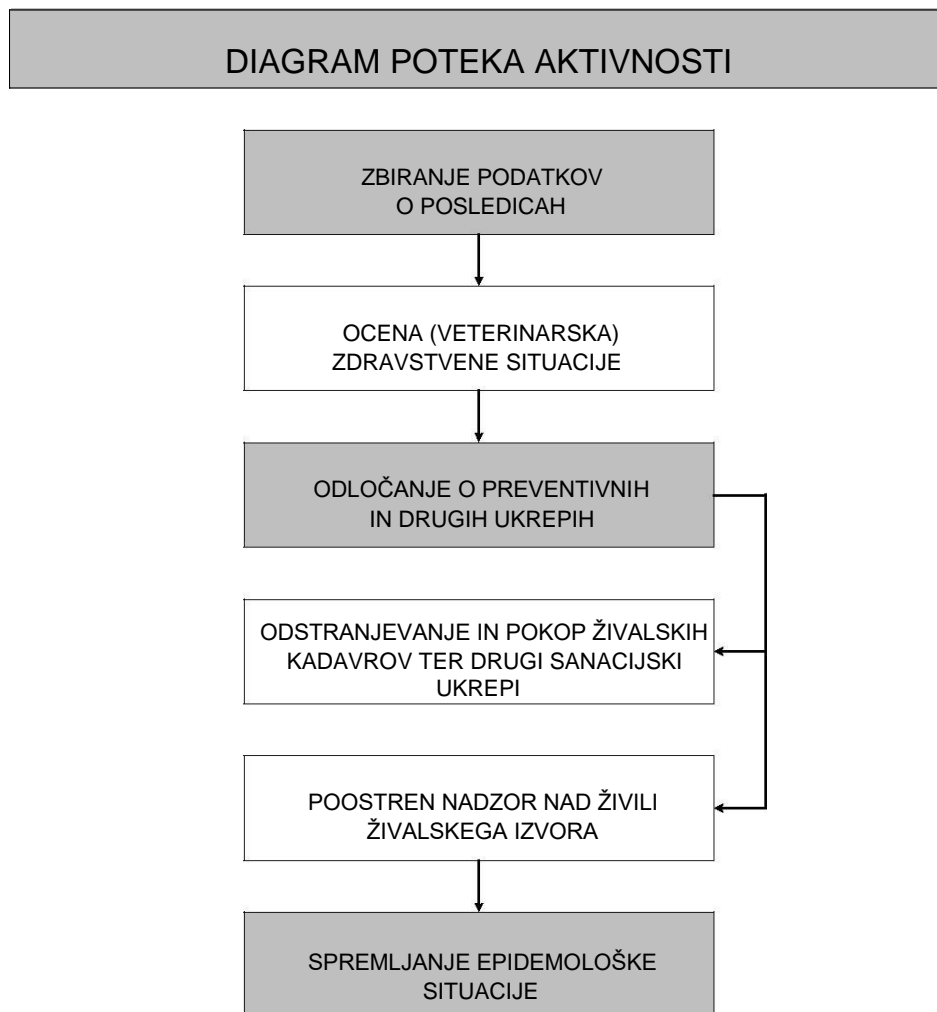 DIAGRAM POTEKA AKTIVNOSTI
ZBIRANJE PODATKOV
O POSLEDICAH
OCENA (VETERINARSKA)
ZDRAVSTVENE SITUACIJE
ODLOČANJE O PREVENTIVNIH
IN DRUGIH UKREPIH
ODSTRANJEVANJE IN POKOP ŽIVALSKIH
KADAVROV TER DRUGI SANACIJSKI
UKREPI
POOSTREN NADZOR NAD ŽIVILI
ŽIVALSKEGA IZVORA
SPREMLJANJE EPIDEMOLOŠKE
SITUACIJE